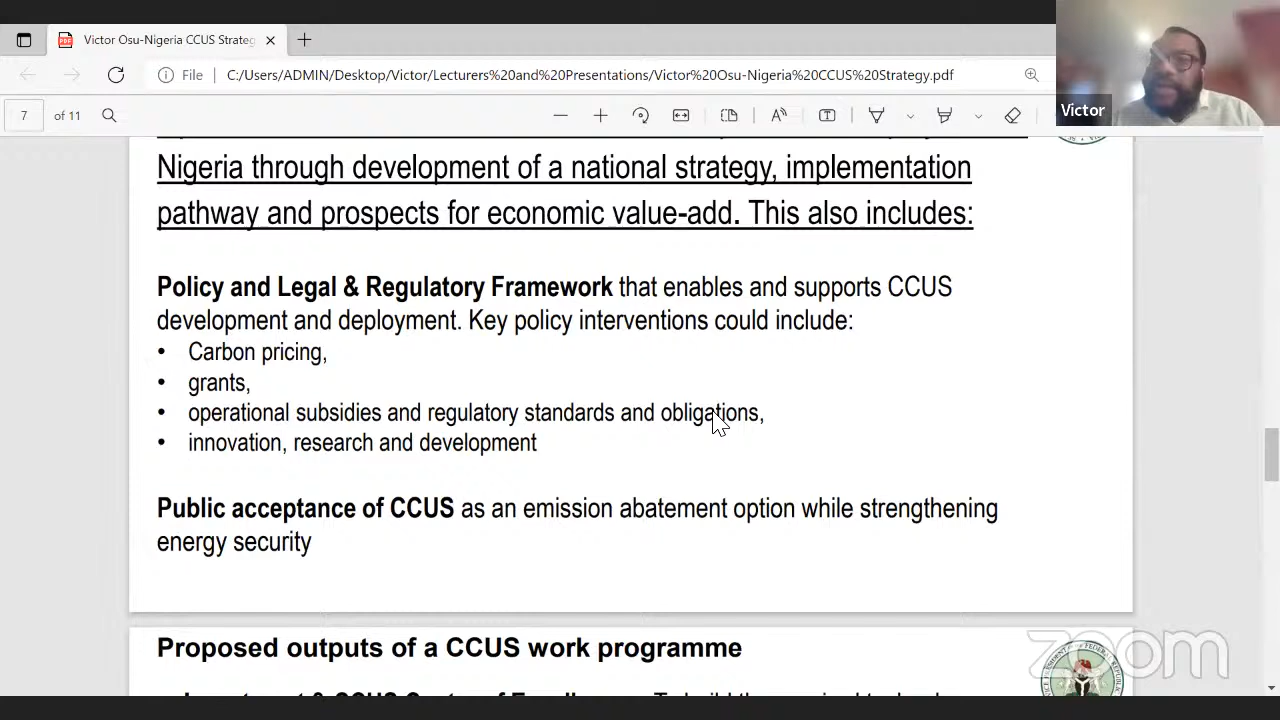 Victor Osu-Nigeria CCUS Strateg
File
C:/Users/ADMIN/Desktop/Victor/Lecturers%20and%20Presentations/Victor%20Osu-Nigeria%20CCUS%20Strategy.pdf
Victor
7 of 11
Nigeria through development of a national strategy, implementation
pathway and prospects for economic value-add. This also includes:
Policy and Legal & Regulatory Framework that enables and supports CCUS
development and deployment. Key policy interventions could include:
• Carbon pricing,
• grants,
• operational subsidies and regulatory standards and obligations,
• innovation, research and development
Public acceptance of CCUS as an emission abatement option while strengthening
energy security
Proposed outputs of a CCUS work programme
zoom